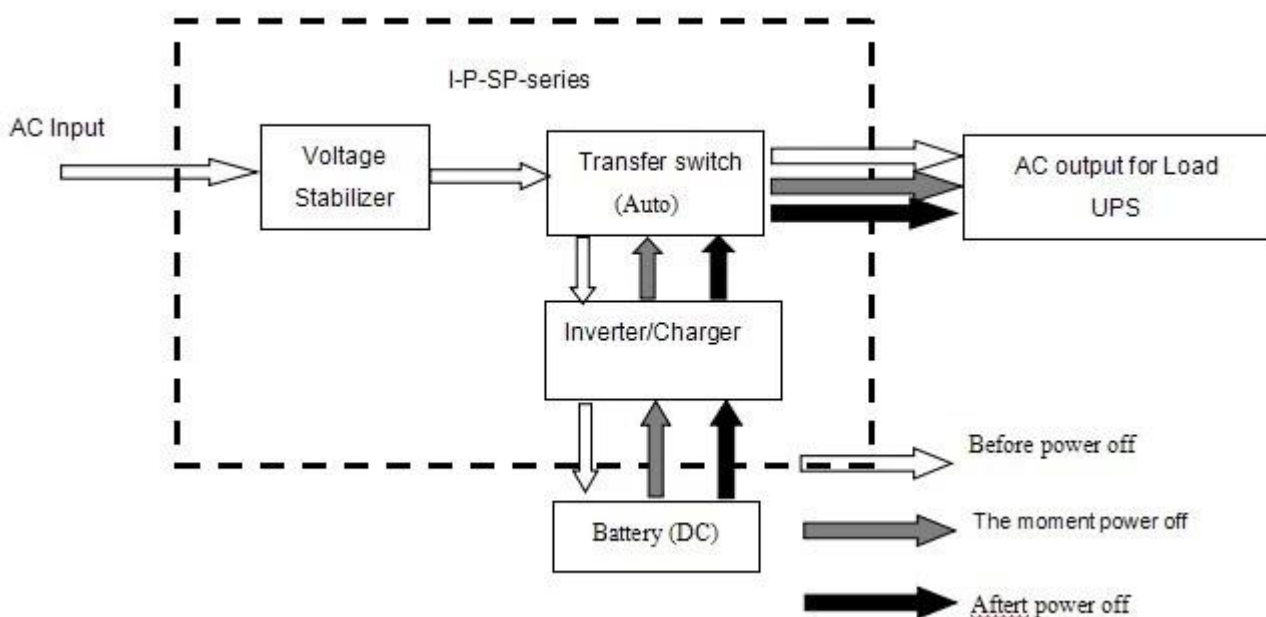 I-P-SP-series
AC Input
Voltage
Stabilizer
Transfer switch
(Auto)
AC output for Load
UPS
Inverter/Charger
Battery (DC)
Before power off
The moment power off
Aftert power off